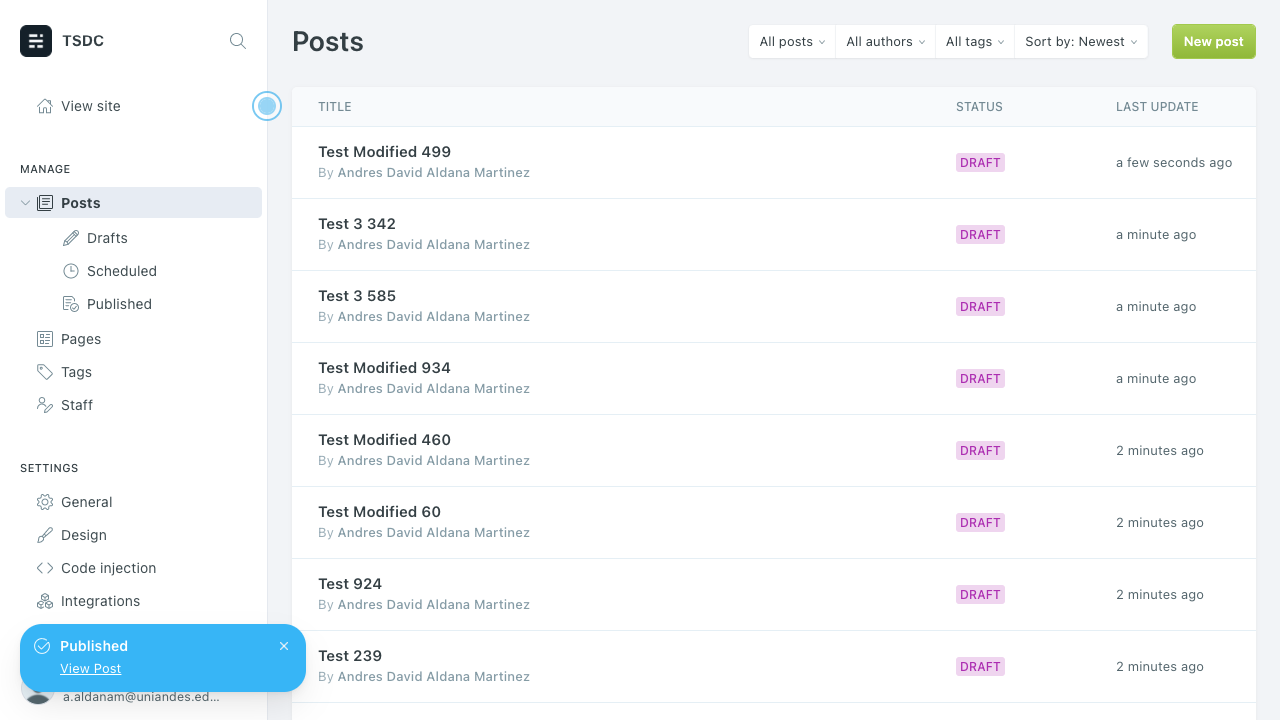 TSDC
View site
MANAGE
Posts
Drafts
Scheduled
Published
Pages
Tags
Staff
SETTINGS
General
Design
Code injection
Integrations
Published
View Post
a.aldanam@uniandes.ed...
Posts
All posts
All authors
All tags
Sort by: Newest
New post
TITLE STATUS LAST UPDATE
Test Modified 499
By Andres David Aldana Martinez
DRAFT
a few seconds ago
Test 3 342
By Andres David Aldana Martinez
DRAFT
a minute ago
Test 3 585
By Andres David Aldana Martinez
DRAFT
a minute ago
Test Modified 934
By Andres David Aldana Martinez
DRAFT
a minute ago
Test Modified 460
By Andres David Aldana Martinez
DRAFT
2 minutes ago
Test Modified 60
By Andres David Aldana Martinez
DRAFT
2 minutes ago
Test 924
By Andres David Aldana Martinez
DRAFT
2 minutes ago
Test 239
By Andres David Aldana Martinez
DRAFT
2 minutes ago